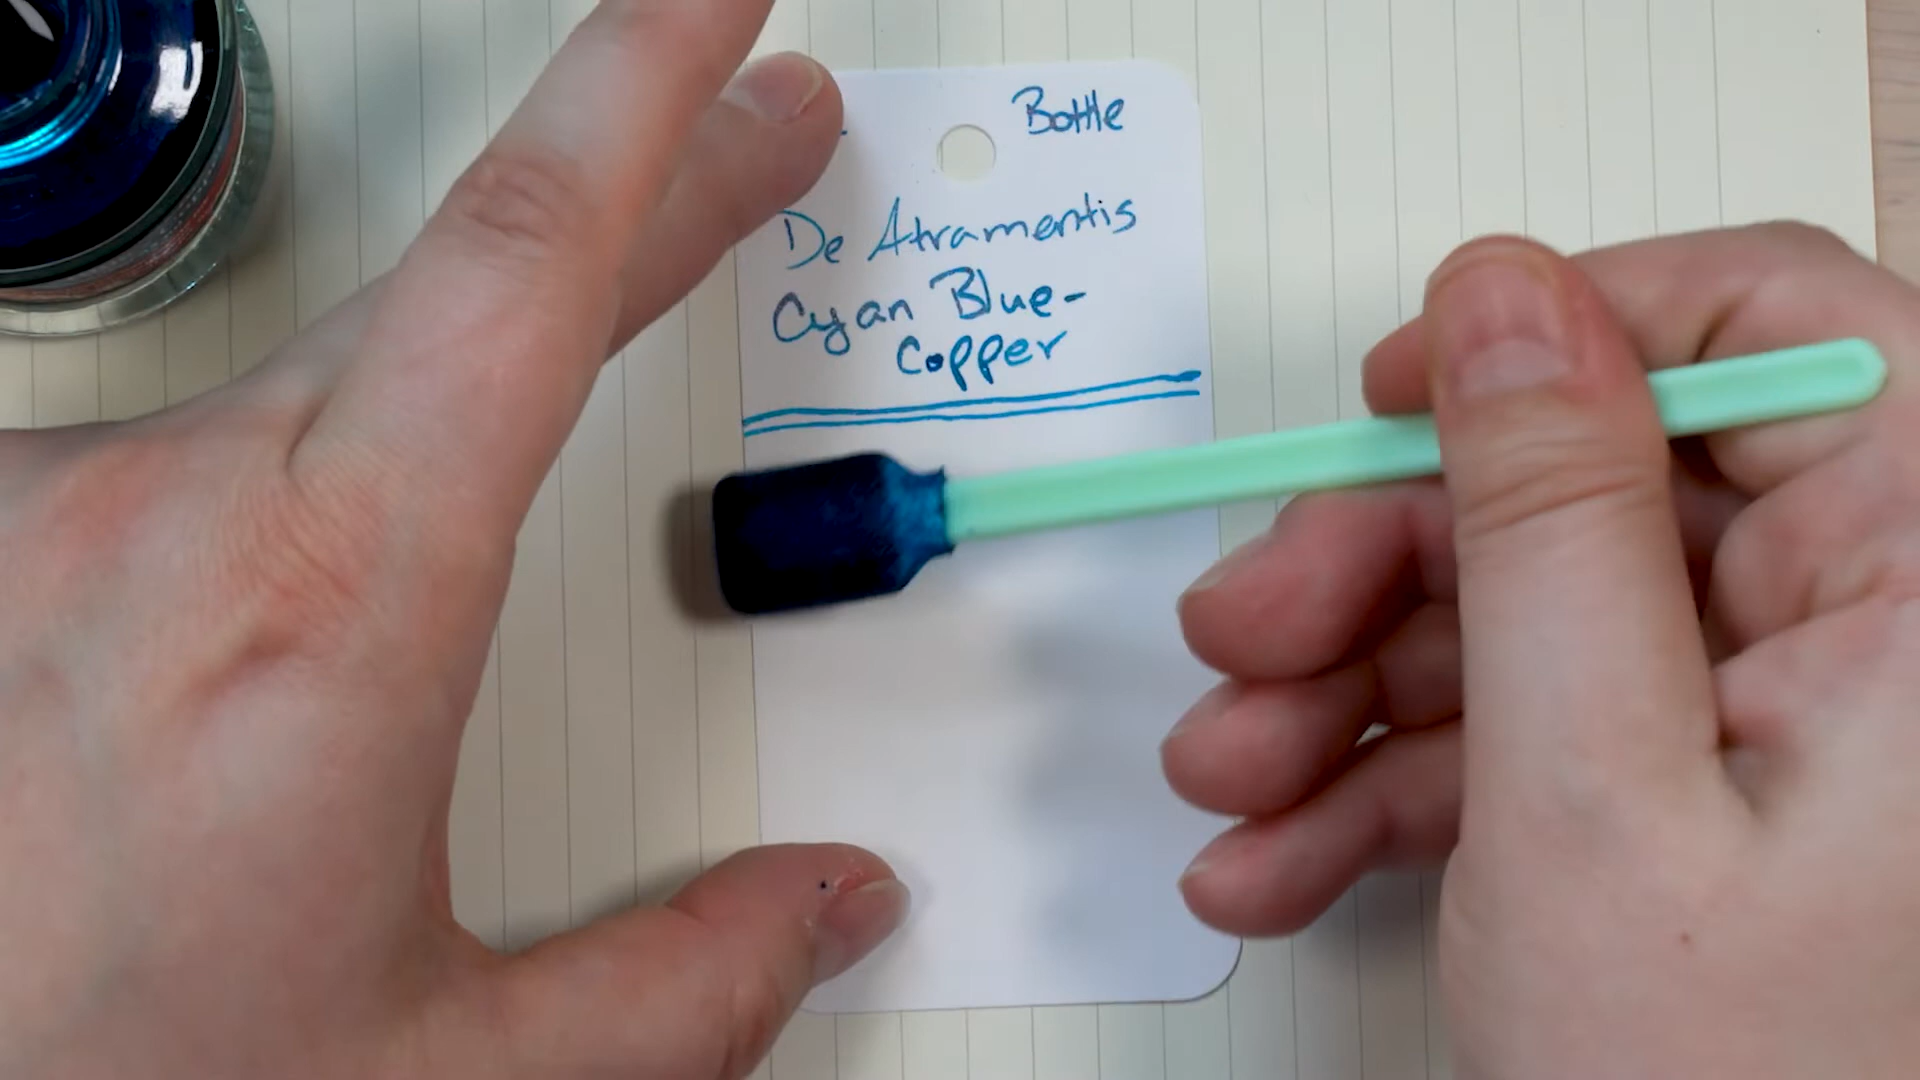 Bottle
De Atramentis
Cyan Blue-
Copper